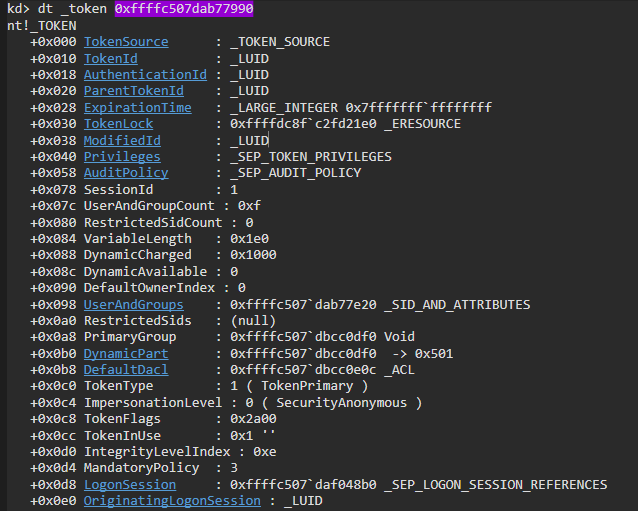 kd> dt _token 0xffffc507dab77990
nt!_TOKEN
+0x000 TokenSource : _TOKEN_SOURCE
+0x010 TokenId : _LUID
+0x018 AuthenticationId : _LUID
+0x020 ParentTokenId : _LUID
+0x028 ExpirationTime : _LARGE_INTEGER 0x7fffffff`ffffffff
+0x030 TokenLock : 0xffffdc8f`c2fd21e0 _ERESOURCE
+0x038 ModifiedId : _LUID
+0x040 Privileges : _SEP_TOKEN_PRIVILEGES
+0x058 AuditPolicy : _SEP_AUDIT_POLICY
+0x078 SessionId : 1
+0x07c UserAndGroupCount : 0xf
+0x080 RestrictedSidCount : 0
+0x084 VariableLength : 0x1e0
+0x088 DynamicCharged : 0x1000
+0x08c DynamicAvailable : 0
+0x090 DefaultOwnerIndex : 0
+0x098 UserAndGroups : 0xffffc507`dab77e20 _SID_AND_ATTRIBUTES
+0x0a0 RestrictedSids : (null)
+0x0a8 PrimaryGroup : 0xffffc507`dbcc0df0 Void
+0x0b0 DynamicPart : 0xffffc507`dbcc0df0 -> 0x501
+0x0b8 DefaultDacl : 0xffffc507`dbcc0e0c _ACL
+0x0c0 TokenType : 1 ( TokenPrimary )
+0x0c4 ImpersonationLevel : 0 ( SecurityAnonymous )
+0x0c8 TokenFlags : 0x2a00
+0x0cc TokenInUse : 0x1 ''
+0x0d0 IntegrityLevelIndex : 0xe
+0x0d4 MandatoryPolicy : 3
+0x0d8 LogonSession : 0xffffc507`daf048b0 _SEP_LOGON_SESSION_REFERENCES
+0x0e0 OriginatingLogonSession : _LUID